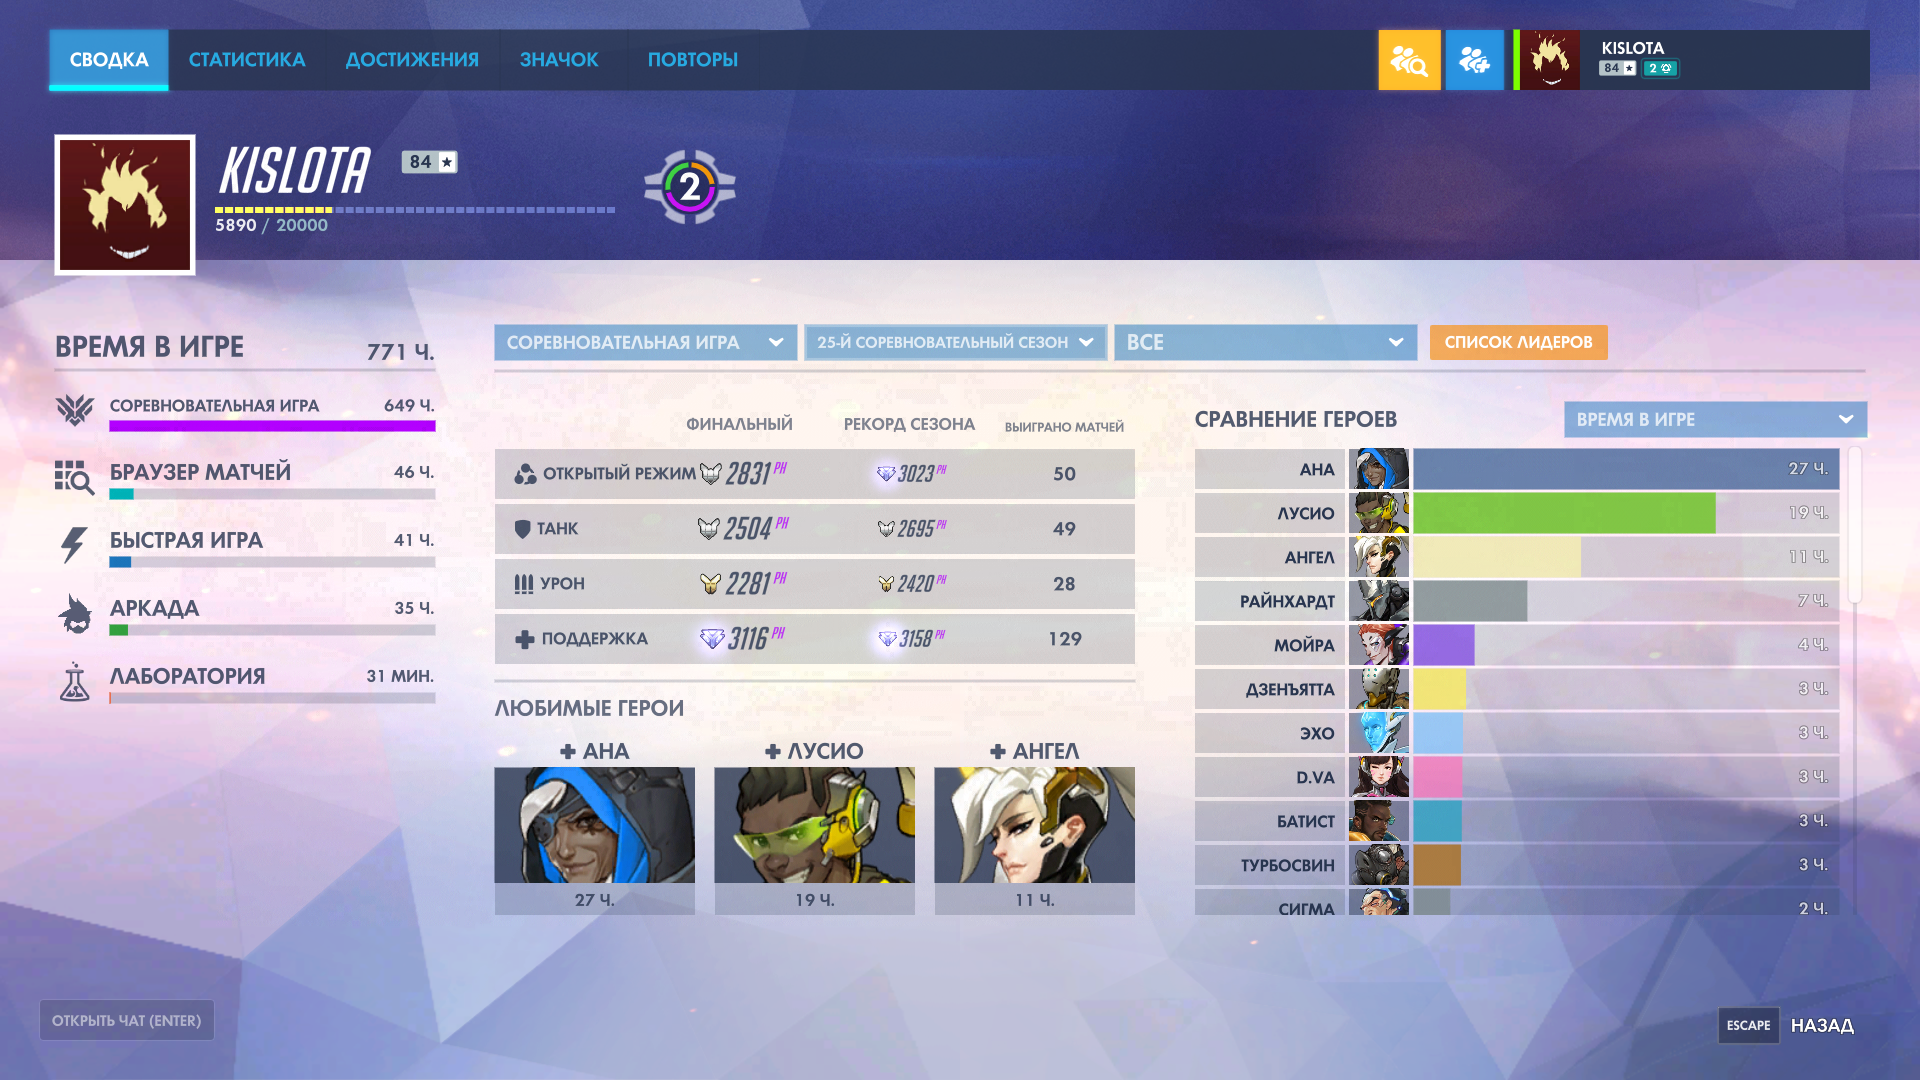 СВОДКА СТАТИСТИКА ДОСТИЖЕНИЯ ЗНАЧОК ПОВТОРЫ
KISLOTA
84 2
KISLOTA 84
2
5890 / 20000
ВРЕМЯ В ИГРЕ 771 Ч.
СОРЕВНОВАТЕЛЬНАЯ ИГРА 649 Ч.
БРАУЗЕР МАТЧЕЙ 46 Ч.
БЫСТРАЯ ИГРА 41 Ч.
АРКАДА 35 Ч.
ЛАБОРАТОРИЯ 31 МИН.
СОРЕВНОВАТЕЛЬНАЯ ИГРА 25-Й СОРЕВНОВАТЕЛЬНЫЙ СЕЗОН ВСЕ СПИСОК ЛИДЕРОВ
ФИНАЛЬНЫЙ РЕКОРД СЕЗОНА ВЫИГРАНО МАТЧЕЙ
ОТКРЫТЫЙ РЕЖИМ 2831 РН 3023 РН 50
ТАНК 2504 РН 2695 РН 49
УРОН 2281 РН 2420 РН 28
ПОДДЕРЖКА 3116 РН 3158 РН 129
ЛЮБИМЫЕ ГЕРОИ
АНА ЛУСИО АНГЕЛ
27 Ч. 19 Ч. 11 Ч.
СРАВНЕНИЕ ГЕРОЕВ ВРЕМЯ В ИГРЕ
АНА 27 Ч.
ЛУСИО 19 Ч.
АНГЕЛ 11 Ч.
РАЙНХАРДТ 7 Ч.
МОЙРА 4 Ч.
ДЗЕНЪЯТТА 3 Ч.
ЭХО 3 Ч.
D.VA 3 Ч.
БАТИСТ 3 Ч.
ТУРБОСВИН 3 Ч.
СИГМА 2 Ч.
ОТКРЫТЬ ЧАТ (ENTER)
ESCAPE НАЗАД